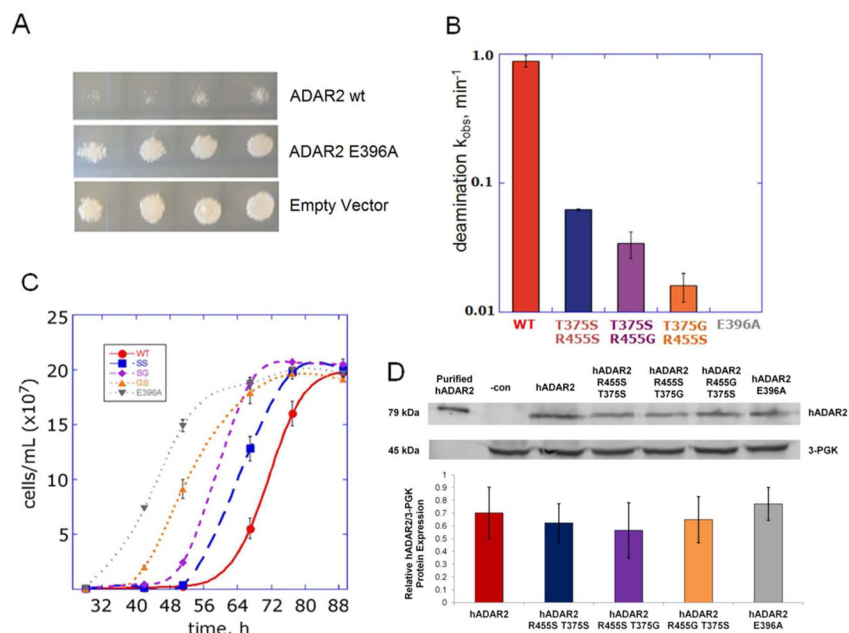 A
ADAR2 wt
ADAR2 E396A
Empty Vector
B
deamination kobs, min-1
1.0
0.1
0.01
WT
T375S
R455S
T375S
R455G
T375G
R455S
E396A
C
cells/mL (x10⁷)
25
20
15
10
5
WT
SS
SG
GS
E396A
32 40 48 56 64 72 80 88
time, h
D
Purified
hADAR2
-con
hADAR2
hADAR2
R455S
T375S
hADAR2
R455S
T375G
hADAR2
R455G
T375S
hADAR2
E396A
79 kDa
hADAR2
45 kDa
3-PGK
Relative hADAR2/3-PGK
Protein Expression
1
0.9
0.8
0.7
0.6
0.5
0.4
0.3
0.2
0.1
0
hADAR2
hADAR2
R455S T375S
hADAR2
R455S T375G
hADAR2
R455G T375S
hADAR2
E396A